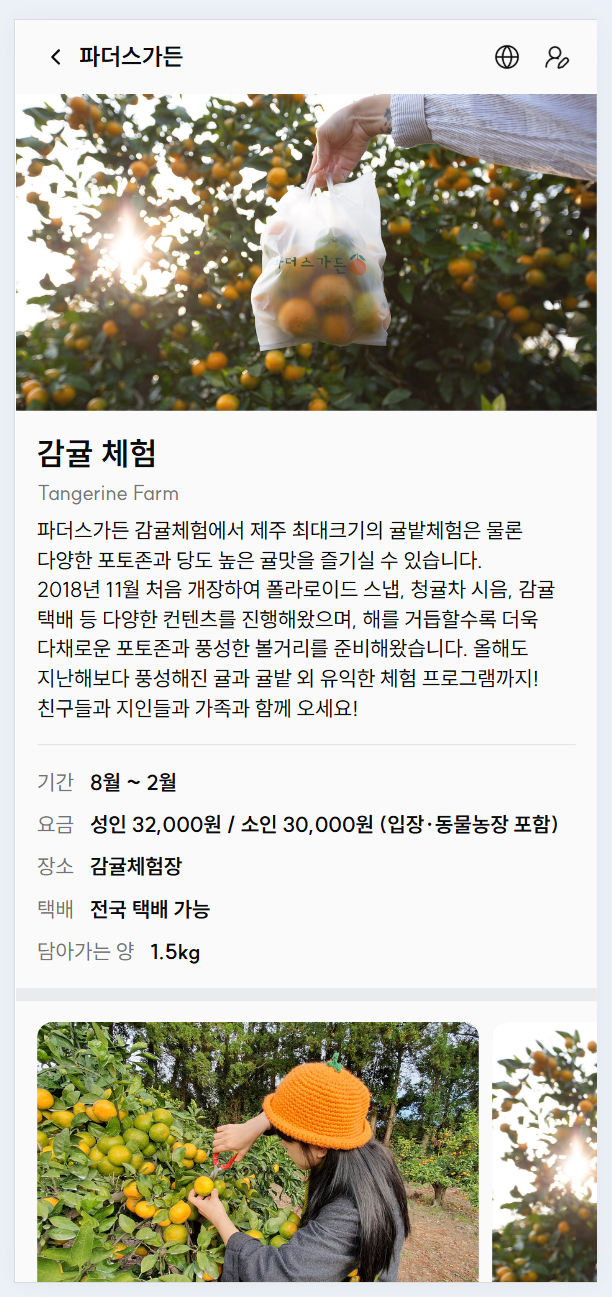 파더스가든
파더스가든
감귤 체험
Tangerine Farm
파더스가든 감귤체험에서 제주 최대크기의 귤밭체험은 물론
다양한 포토존과 당도 높은 귤맛을 즐기실 수 있습니다.
2018년 11월 처음 개장하여 폴라로이드 스냅, 청귤차 시음, 감귤
택배 등 다양한 컨텐츠를 진행해왔으며, 해를 거듭할수록 더욱
다채로운 포토존과 풍성한 볼거리를 준비해왔습니다. 올해도
지난해보다 풍성해진 귤과 귤밭 외 유익한 체험 프로그램까지!
친구들과 지인들과 가족과 함께 오세요!
기간 8월 ~ 2월
요금 성인 32,000원 / 소인 30,000원 (입장·동물농장 포함)
장소 감귤체험장
택배 전국 택배 가능
담아가는 양 1.5kg